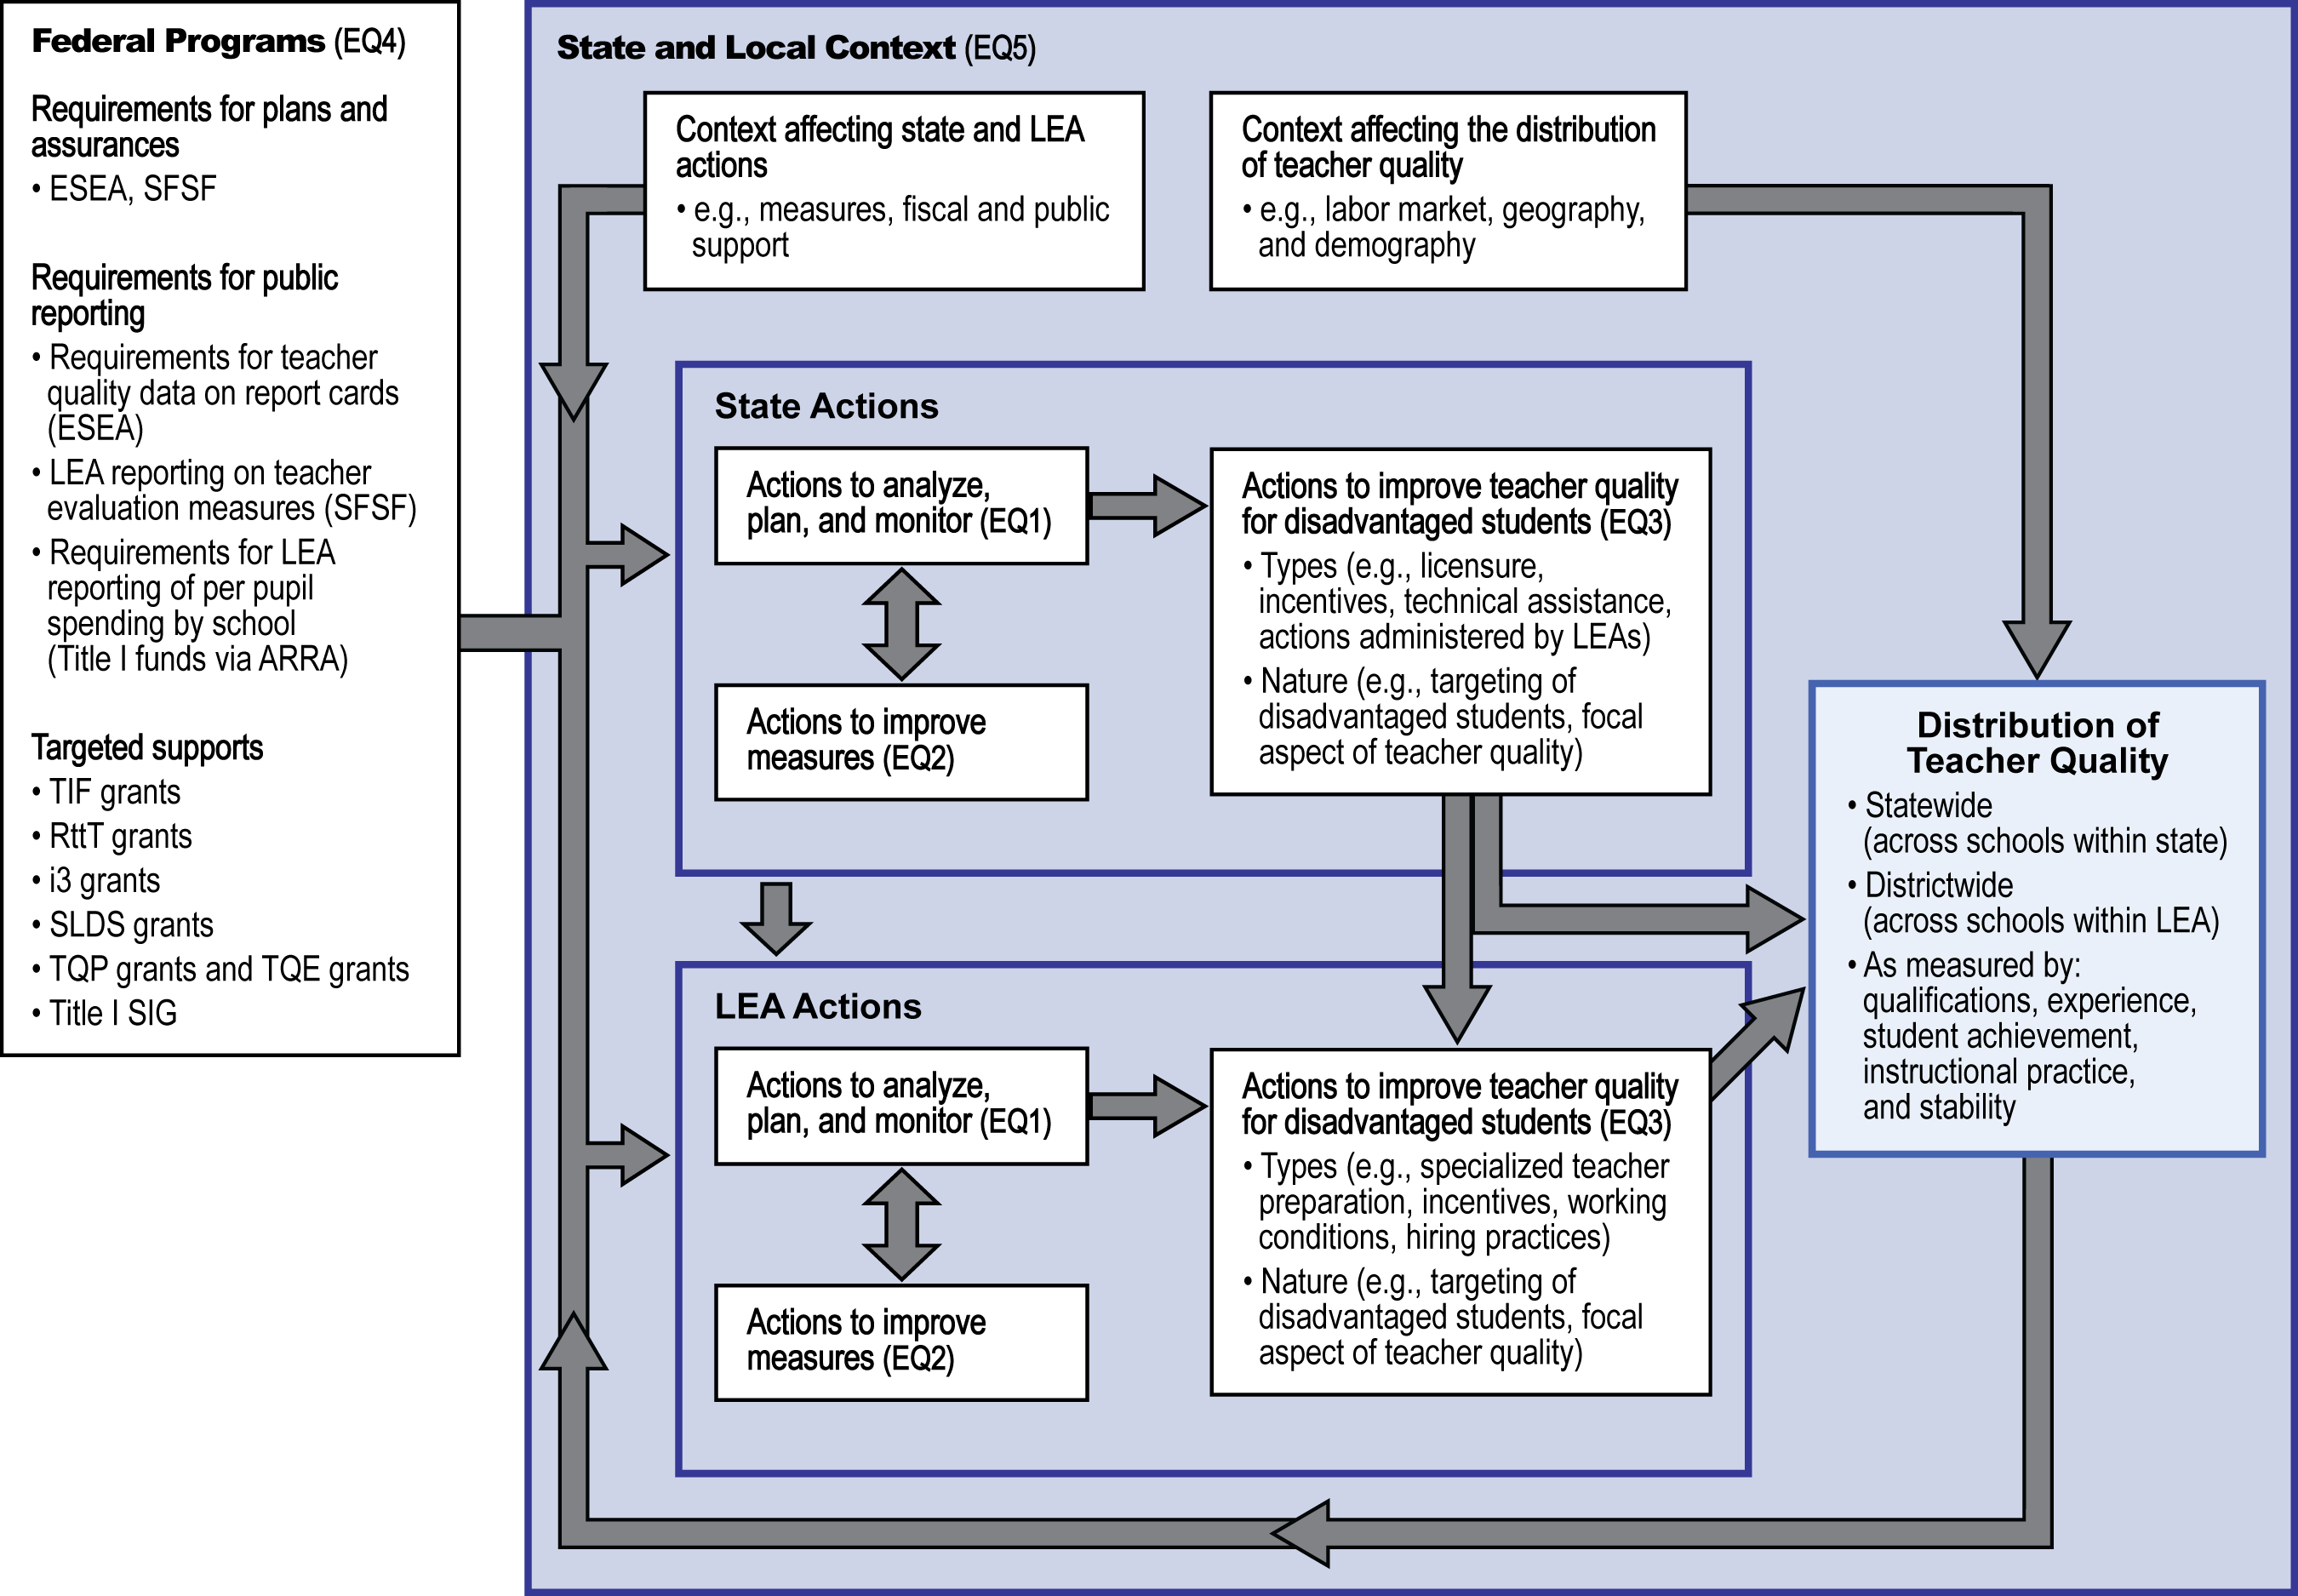 Federal Programs (EQ4)
Requirements for plans and
assurances
• ESEA, SFSF
Requirements for public
reporting
• Requirements for teacher
quality data on report cards
(ESEA)
• LEA reporting on teacher
evaluation measures (SFSF)
• Requirements for LEA
reporting of per pupil
spending by school
(Title I funds via ARRA)
Targeted supports
• TIF grants
• RttT grants
• i3 grants
• SLDS grants
• TQP grants and TQE grants
• Title I SIG
State and Local Context (EQ5)
Context affecting state and LEA
actions
• e.g., measures, fiscal and public
support
Context affecting the distribution
of teacher quality
• e.g., labor market, geography,
and demography
State Actions
Actions to analyze,
plan, and monitor (EQ1)
Actions to improve
measures (EQ2)
Actions to improve teacher quality
for disadvantaged students (EQ3)
• Types (e.g., licensure,
incentives, technical assistance,
actions administered by LEAs)
• Nature (e.g., targeting of
disadvantaged students, focal
aspect of teacher quality)
LEA Actions
Actions to analyze,
plan, and monitor (EQ1)
Actions to improve
measures (EQ2)
Actions to improve teacher quality
for disadvantaged students (EQ3)
• Types (e.g., specialized teacher
preparation, incentives, working
conditions, hiring practices)
• Nature (e.g., targeting of
disadvantaged students, focal
aspect of teacher quality)
Distribution of
Teacher Quality
• Statewide
(across schools within state)
• Districtwide
(across schools within LEA)
• As measured by:
qualifications, experience,
student achievement,
instructional practice,
and stability